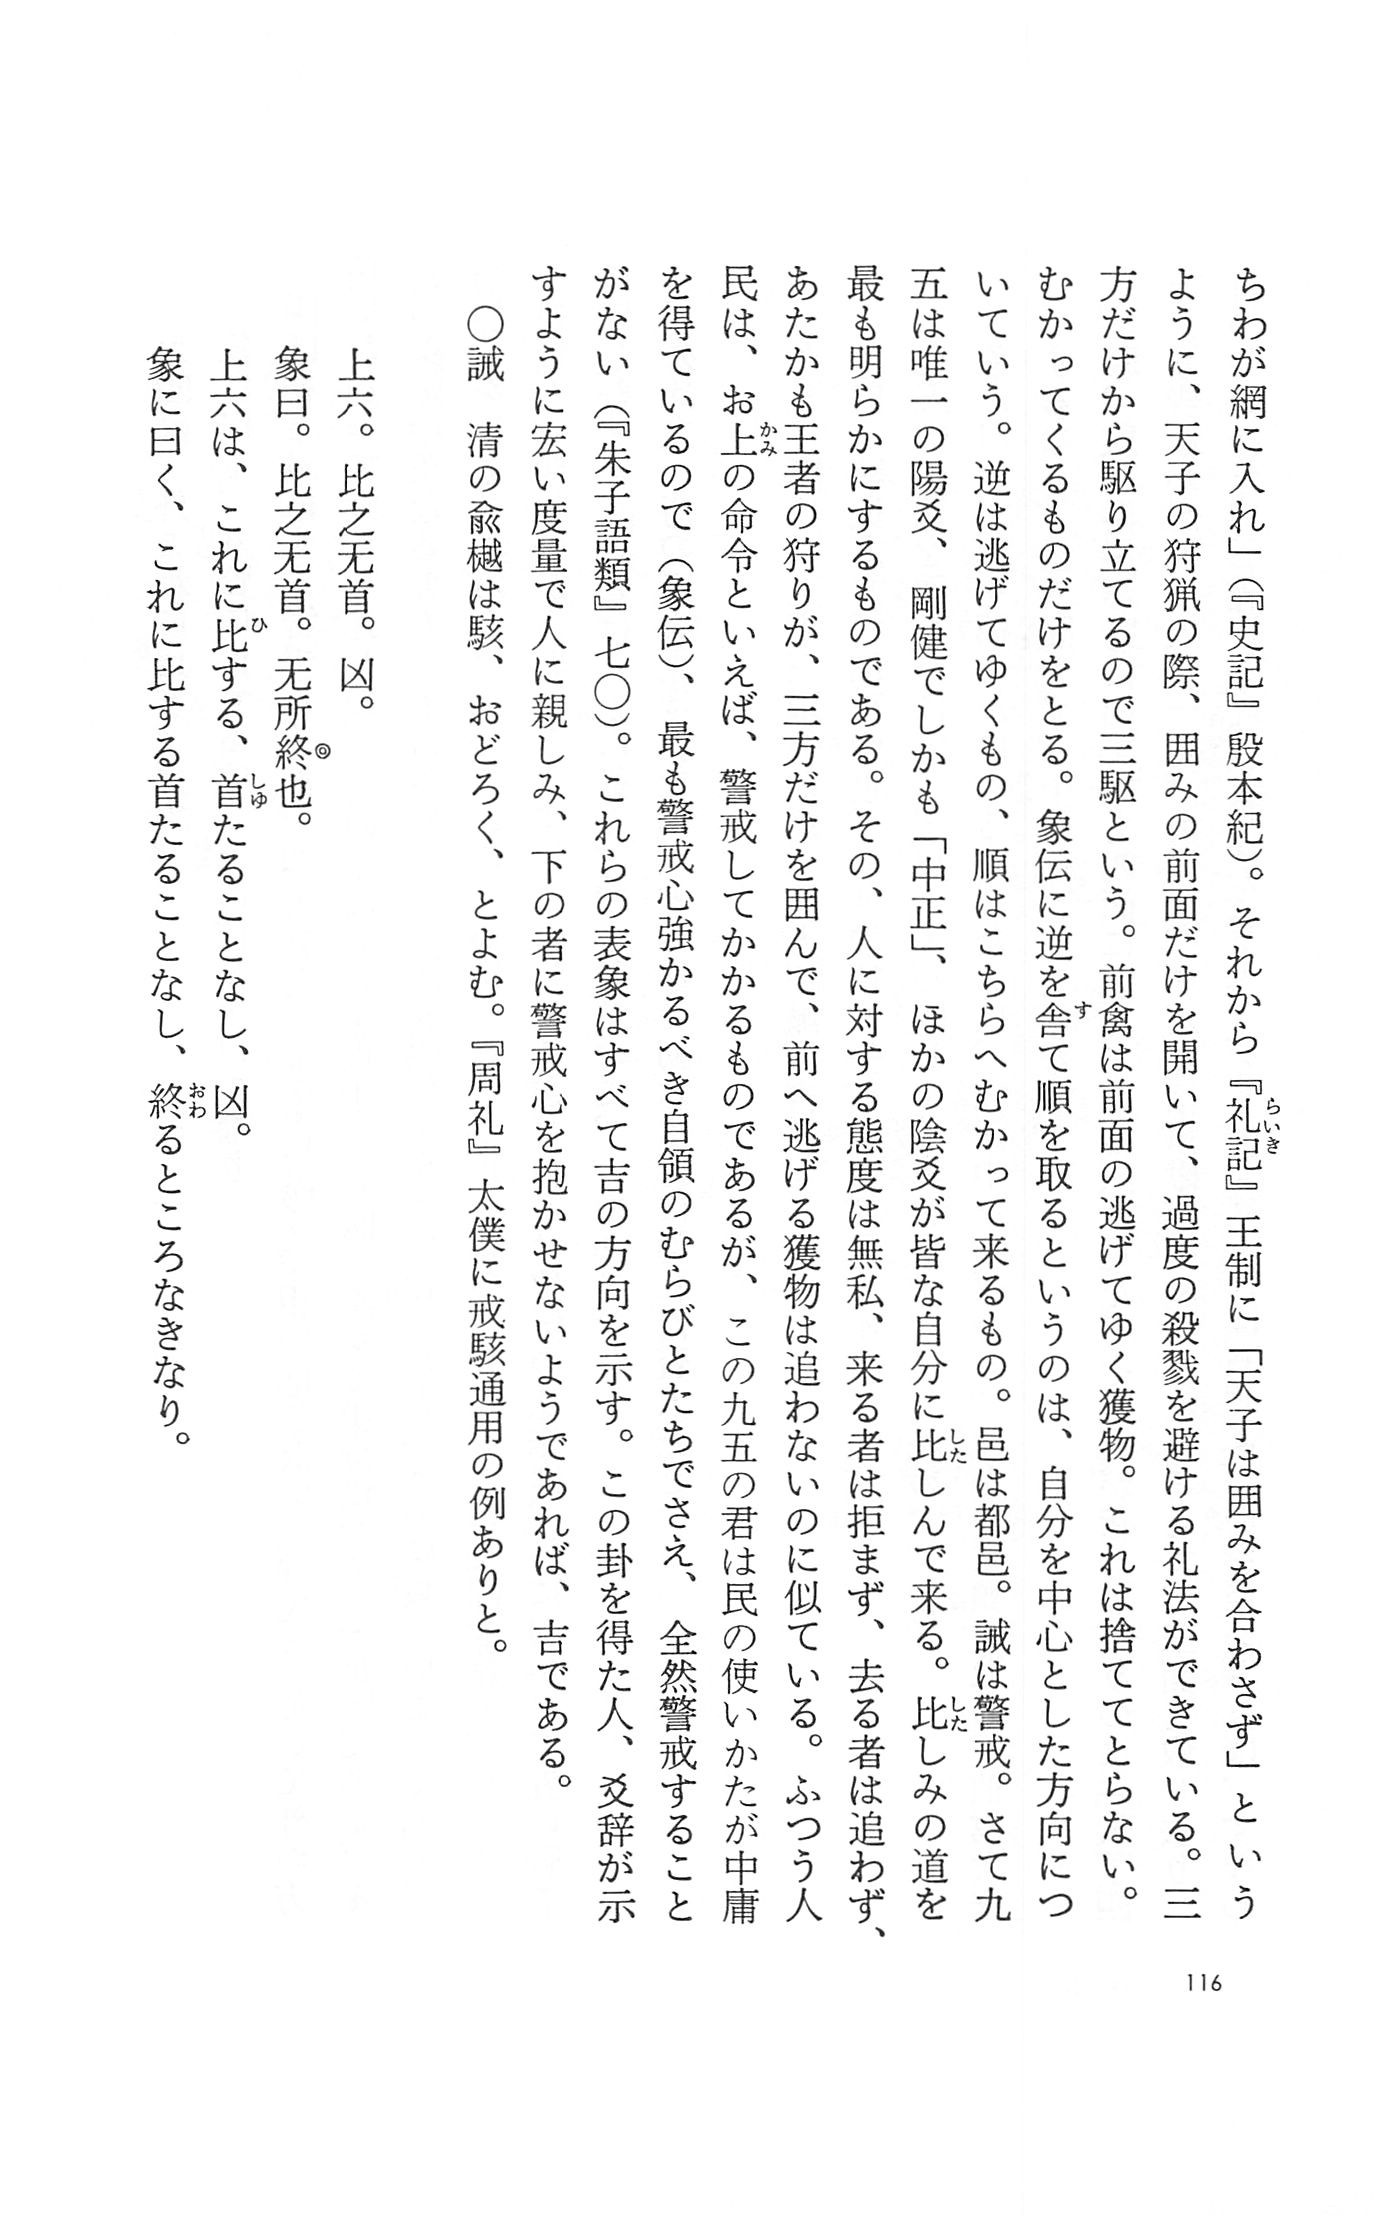 ちわが網に入れ」(『史記』殷本紀)。それから『礼記』王制に「天子は囲みを合わさず」という
ように、天子の狩猟の際、囲みの前面だけを開いて、過度の殺戮を避ける礼法ができている。三
方だけから駆り立てるので三駆という。前禽は前面の逃げてゆく獲物。これは捨ててとらない。
むかってくるものだけをとる。象伝に逆を舎て順を取るというのは、自分を中心とした方向につ
いていう。逆は逃げてゆくもの、順はこちらへむかって来るもの。邑は都邑。誡は警戒。さて九
五は唯一の陽爻、剛健でしかも「中正」、ほかの陰爻が皆な自分に比しんで来る。比しみの道を
最も明らかにするものである。その、人に対する態度は無私、来る者は拒まず、去る者は追わず、
あたかも王者の狩りが、三方だけを囲んで、前へ逃げる獲物は追わないのに似ている。ふつう人
民は、お上の命令といえば、警戒してかかるものであるが、この九五の君は民の使いかたが中庸
を得ているので(象伝)、最も警戒心強かるべき自領のむらびとたちでさえ、全然警戒すること
がない(『朱子語類』七〇)。これらの表象はすべて吉の方向を示す。この卦を得た人、爻辞が示
すように宏い度量で人に親しみ、下の者に警戒心を抱かせないようであれば、吉である。
〇誡　清の兪樾は駭、おどろく、とよむ。『周礼』太僕に戒駭通用の例ありと。
上六。比之无首。凶。
象曰。比之无首。无所終也。
上六は、これに比する、首たることなし、凶。
象に曰く、これに比する首たることなし、終るところなきなり。
116